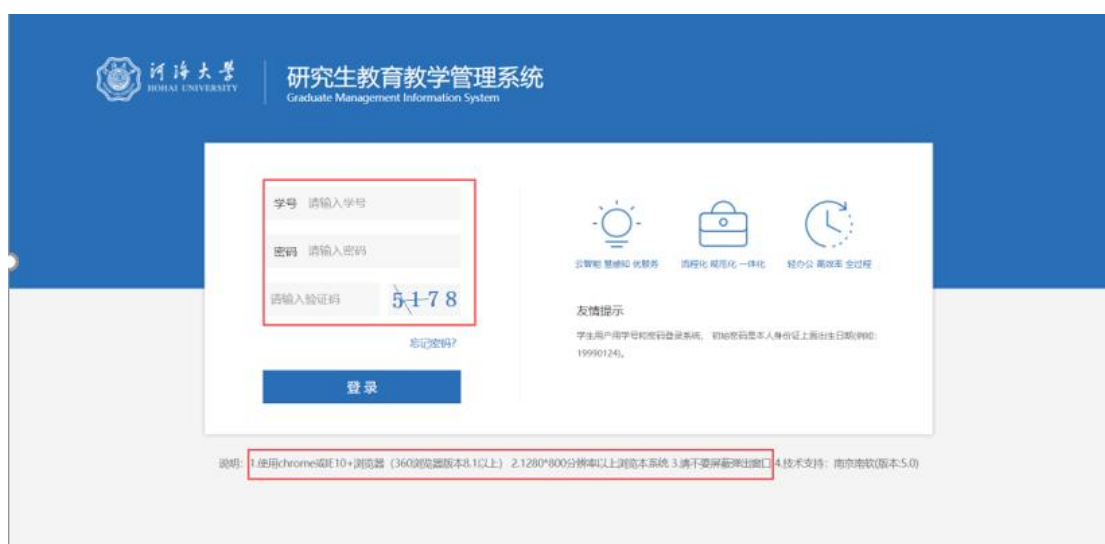 河海大学
HOHAI UNIVERSITY
研究生教育教学管理系统
Graduate Management Information System
学号 请输入学号
密码 请输入密码
请输入验证码 5178
忘记密码?
登录
云智能 慧感知 优服务 流程化 规范化 一体化 轻办公 高效率 全过程
友情提示
学生用户用学号和密码登录系统, 初始密码是本人身份证上面出生日期(例如:
19990124)。
说明: 1.使用chrome或IE10+浏览器 (360浏览器版本8.1以上) 2.1280*800分辨率以上浏览本系统 3.请不要屏蔽弹出窗口 4.技术支持: 南京南软(版本:5.0)